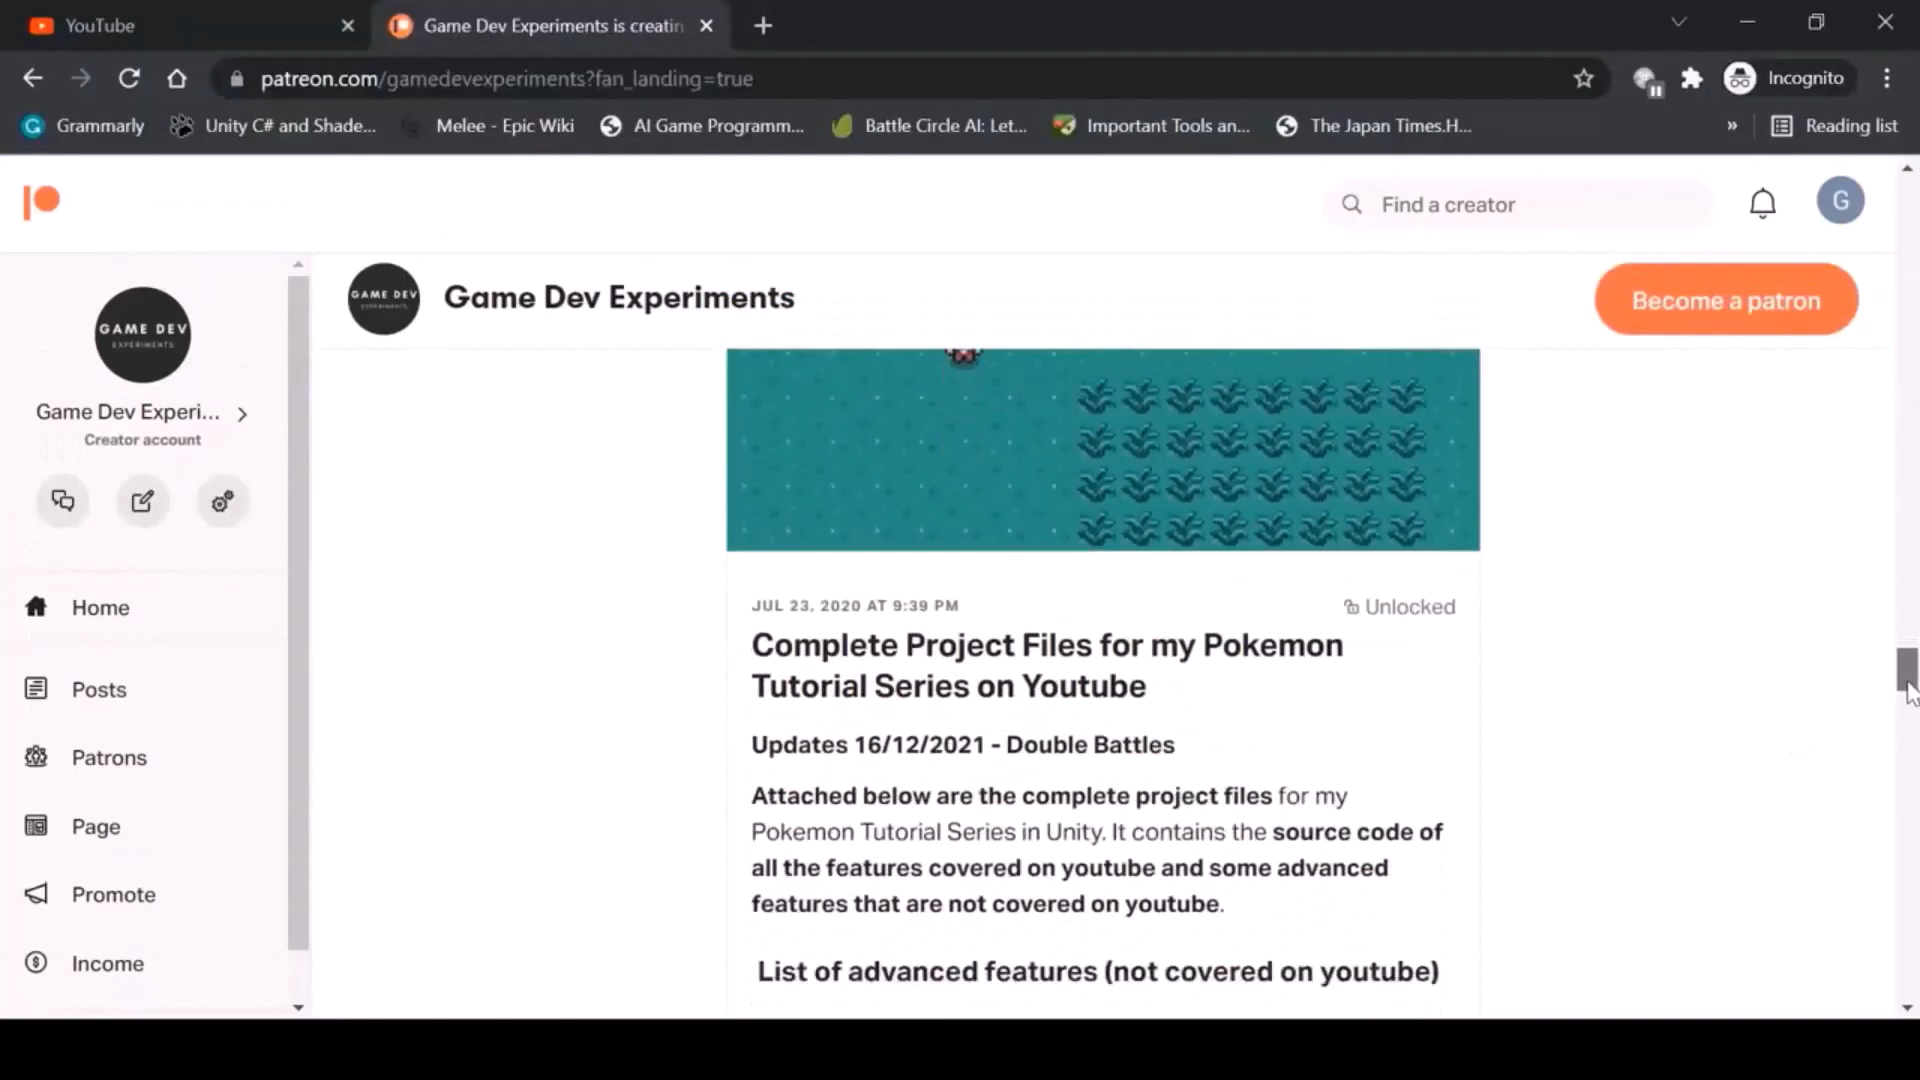 YouTube
Game Dev Experiments is creatin
patreon.com/gamedevexperiments?fan_landing=true
Incognito
Grammarly
Unity C# and Shade...
Melee - Epic Wiki
AI Game Programm...
Battle Circle AI: Let...
Important Tools an...
The Japan Times.H...
»
Reading list
Find a creator
G
GAME DEV
EXPERIMENTS
Game Dev Experi...
Creator account
Home
Posts
Patrons
Page
Promote
Income
GAME DEV
EXPERIMENTS
Game Dev Experiments
Become a patron
JUL 23, 2020 AT 9:39 PM
Unlocked
Complete Project Files for my Pokemon
Tutorial Series on Youtube
Updates 16/12/2021 - Double Battles
Attached below are the complete project files for my
Pokemon Tutorial Series in Unity. It contains the source code of
all the features covered on youtube and some advanced
features that are not covered on youtube.
List of advanced features (not covered on youtube)